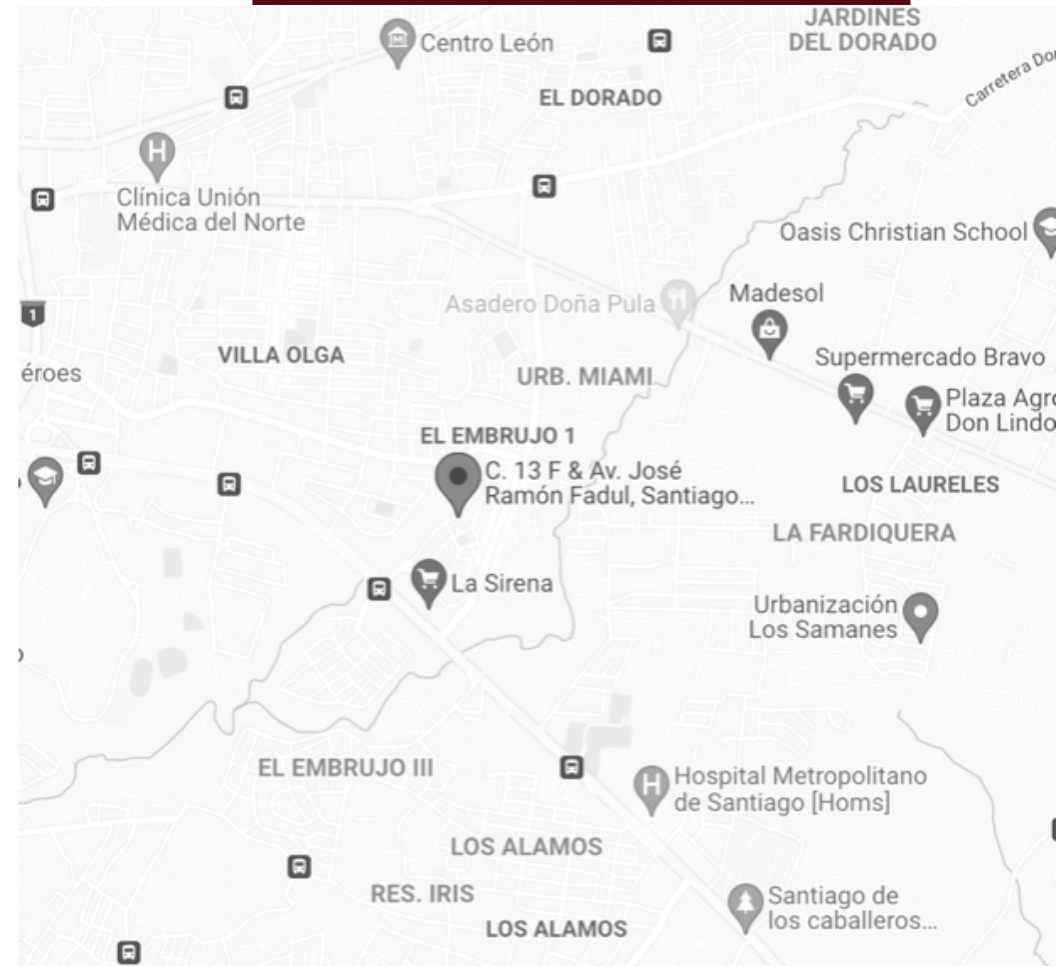 JARDINES
DEL DORADO
Centro León
EL DORADO
Carretera
H
Clínica Unión
Médica del Norte
Oasis Christian School
Madesol
Asadero Doña Pula
1
Supermercado Bravo
VILLA OLGA
éroes
URB. MIAMI
Plaza Agro
Don Lindo
EL EMBRUJO 1
C. 13 F & Av. José
Ramón Fadul, Santiago...
LOS LAURELES
LA FARDIQUERA
La Sirena
Urbanización
Los Samanes
EL EMBRUJO III
H
Hospital Metropolitano
de Santiago [Homs]
LOS ALAMOS
RES. IRIS
Santiago de
los caballeros...
LOS ALAMOS